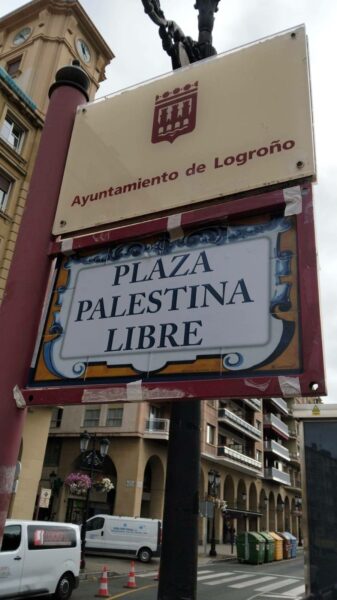 Ayuntamiento de Logroño
PLAZA
PALESTINA
LIBRE